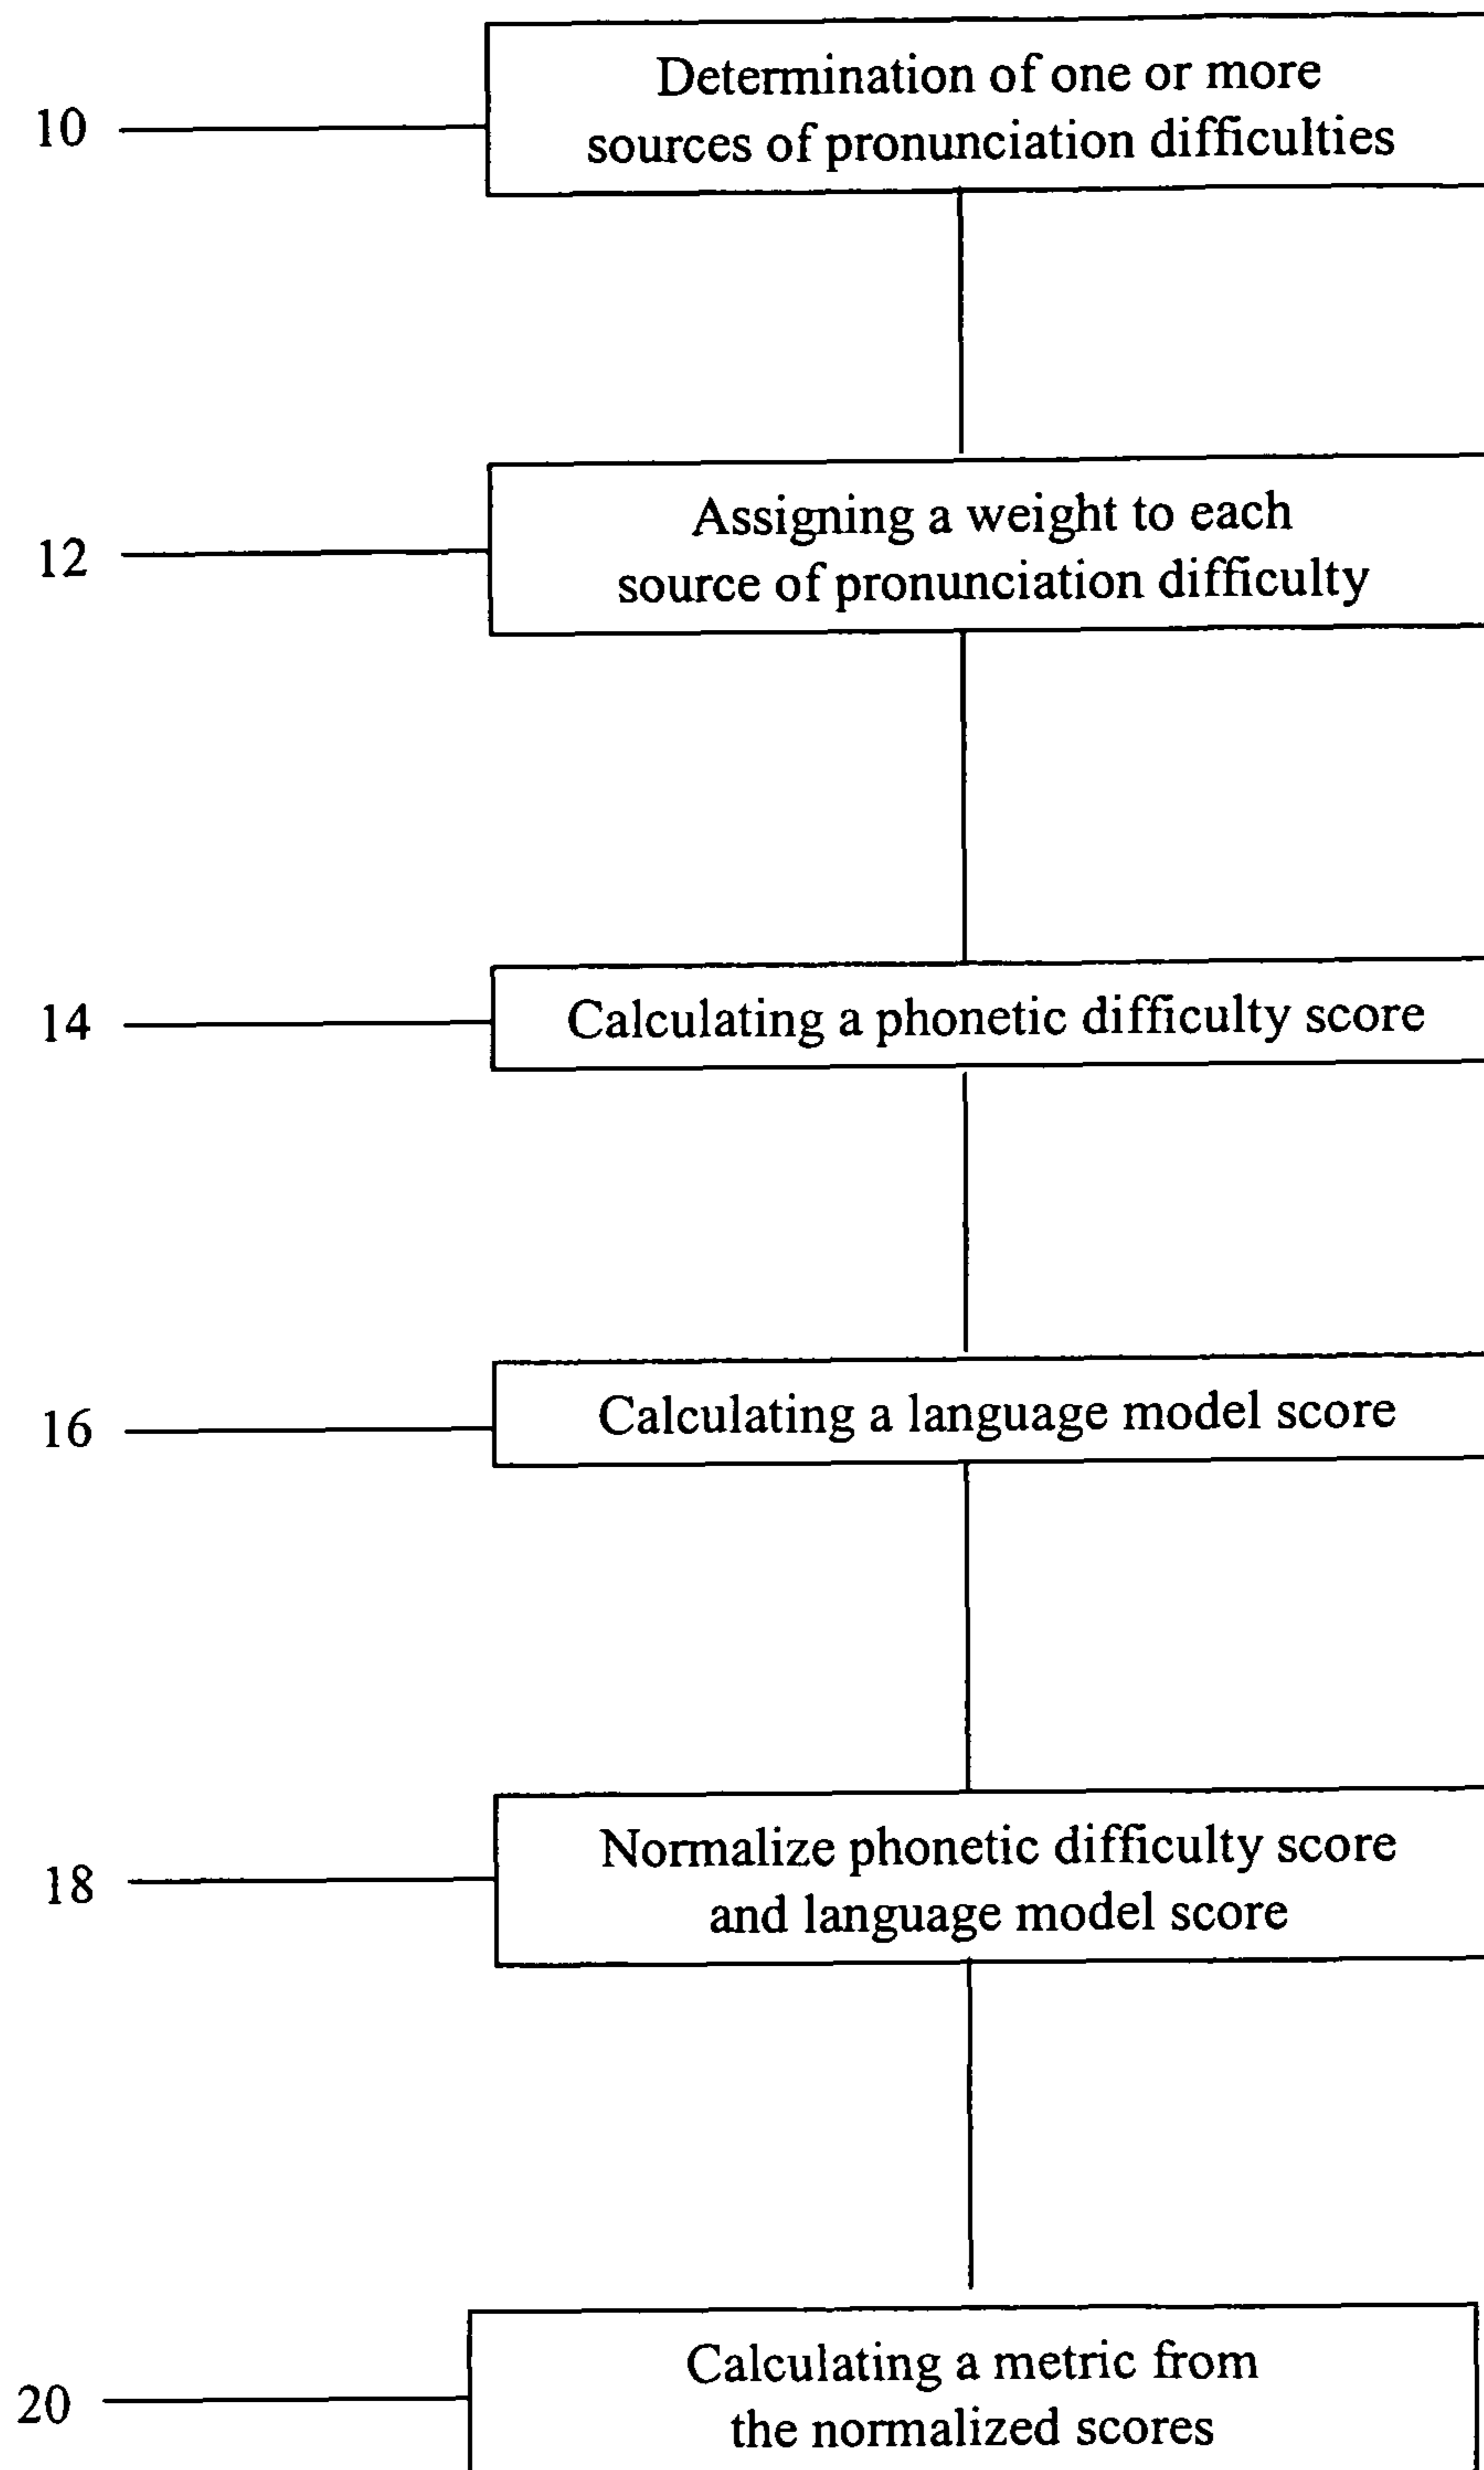 Determination of one or more
10
sources of pronunciation difficulties
Assigning a weight to each
12
source of pronunciation difficulty
14
Calculating a phonetic difficulty score
16
Calculating a language model score
Normalize phonetic difficulty score
18
and language model score
Calculating a metric from
20
the normalized scores